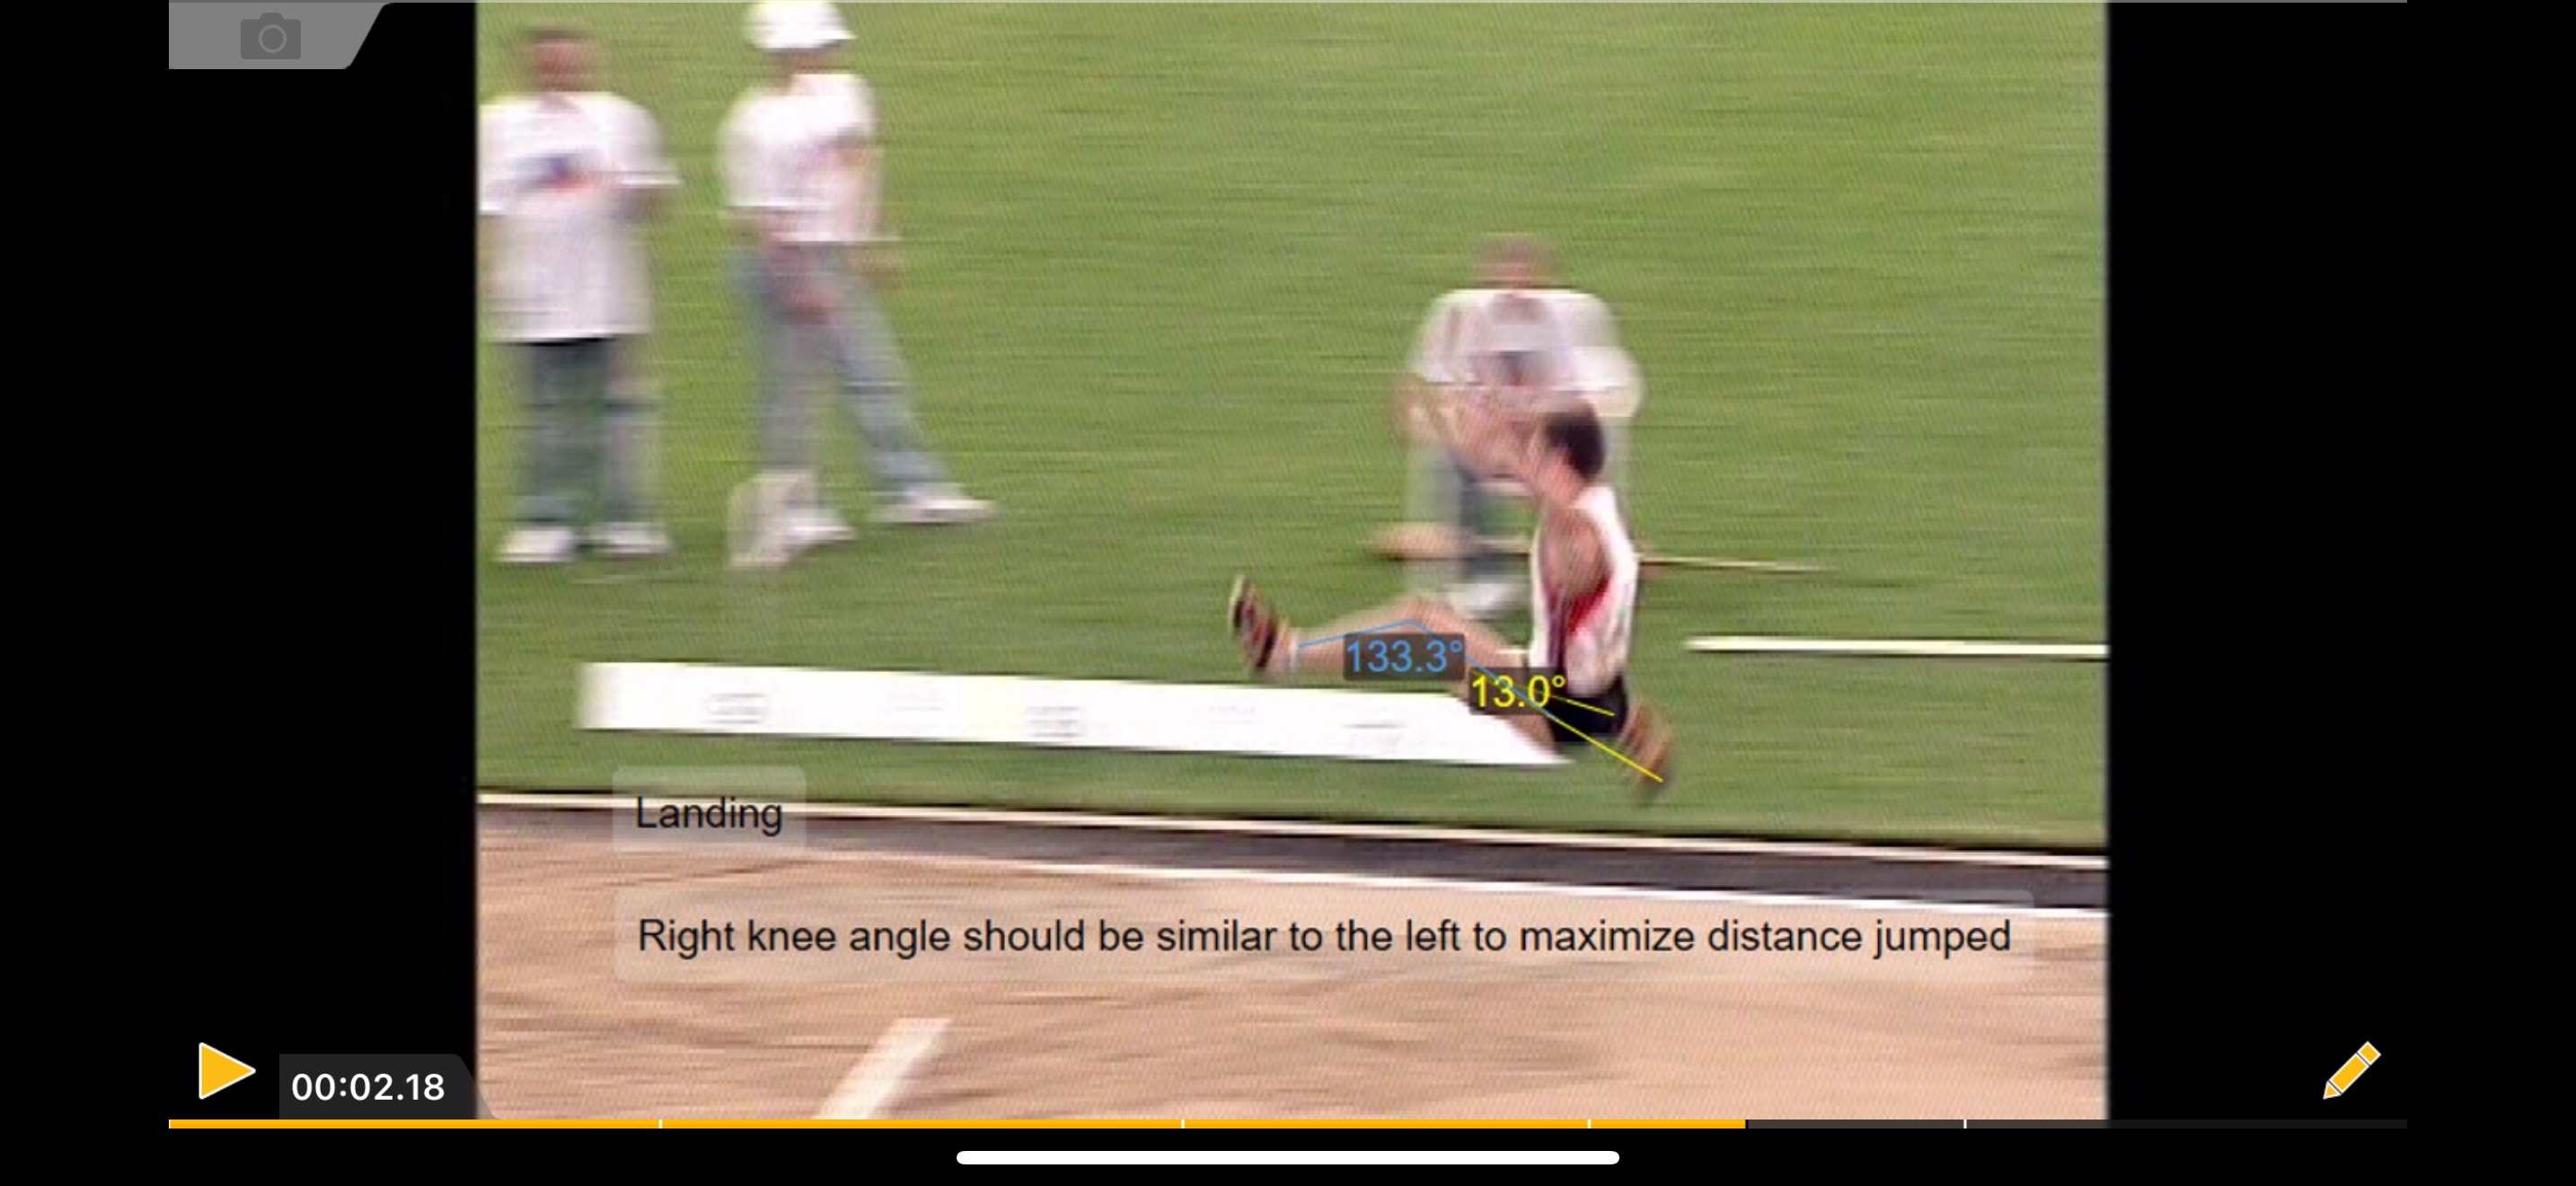 133.3°
13.0°
Landing
Right knee angle should be similar to the left to maximize distance jumped
00:02.18